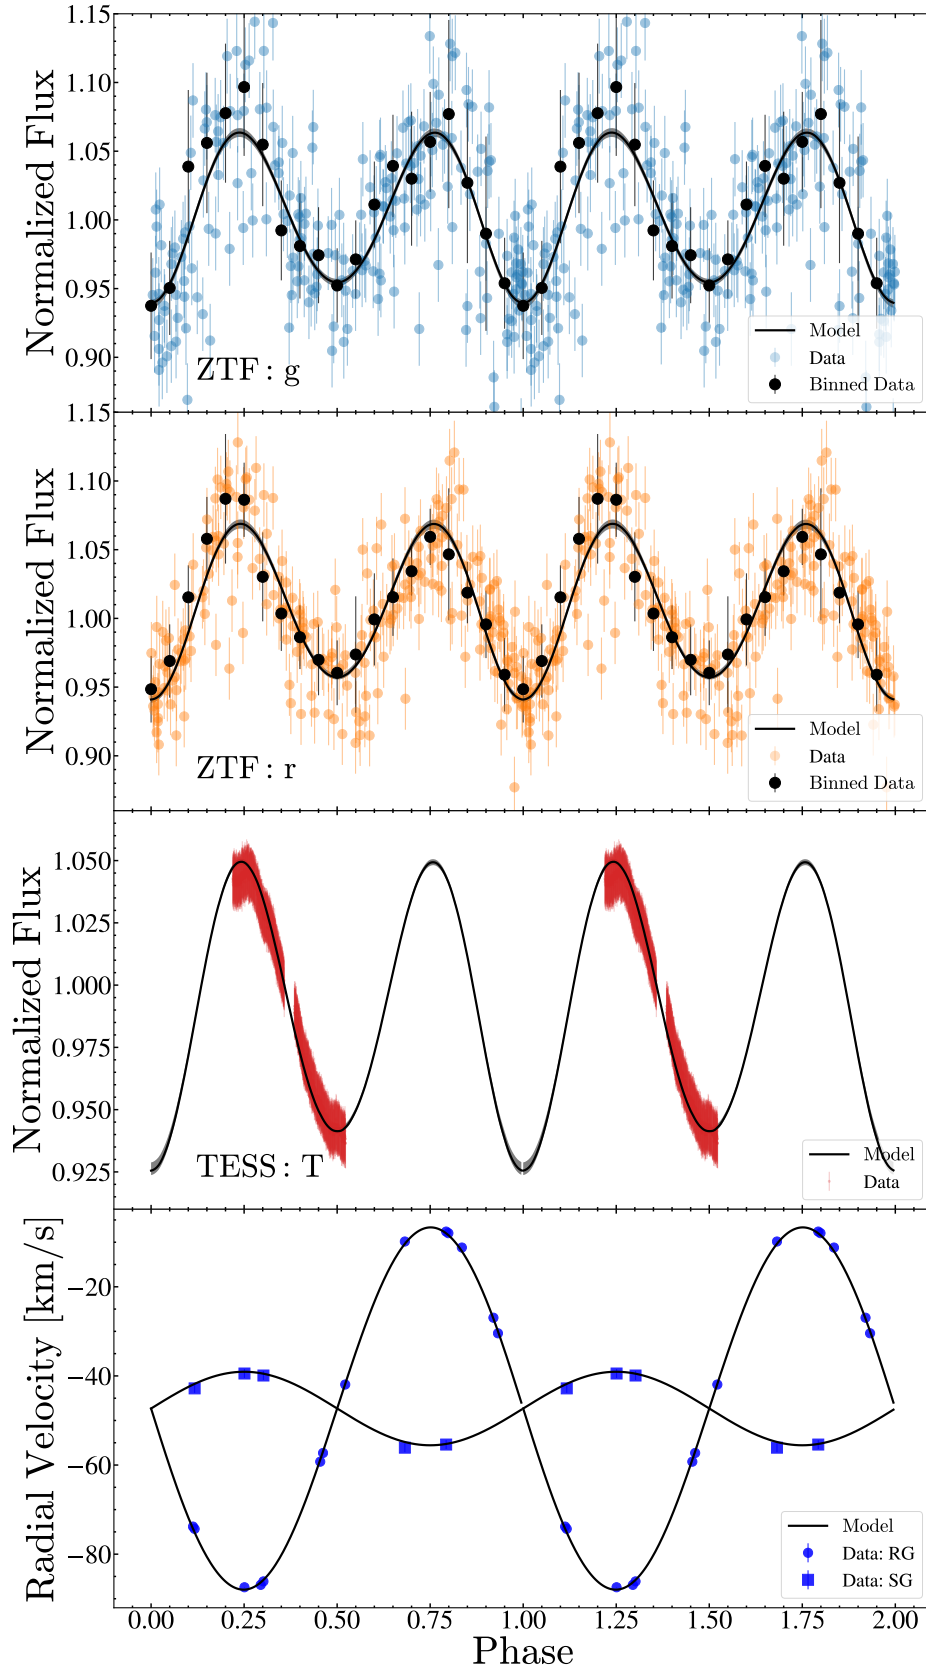 1.15
1.10
1.05
1.00
0.95
0.90
Normalized Flux
ZTF: g
Model
Data
Binned Data
1.15
1.10
1.05
1.00
0.95
0.90
Normalized Flux
ZTF: r
Model
Data
Binned Data
1.050
1.025
1.000
0.975
0.950
0.925
Normalized Flux
TESS: T
Model
Data
−20
−40
−60
−80
Radial Velocity [km/s]
Model
Data: RG
Data: SG
0.00 0.25 0.50 0.75 1.00 1.25 1.50 1.75 2.00
Phase